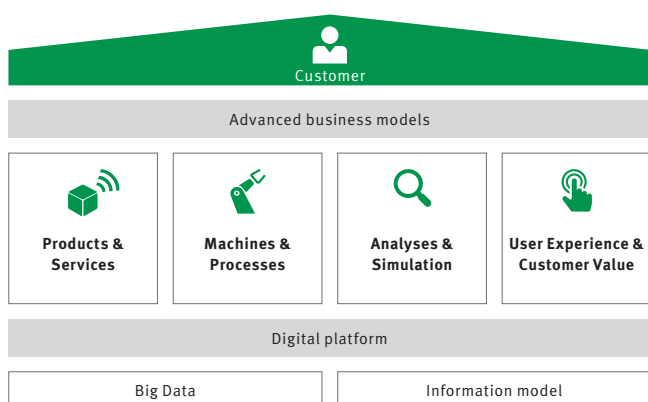 Customer
Advanced business models
Products &
Services
Machines &
Processes
Analyses &
Simulation
User Experience &
Customer Value
Digital platform
Big Data
Information model